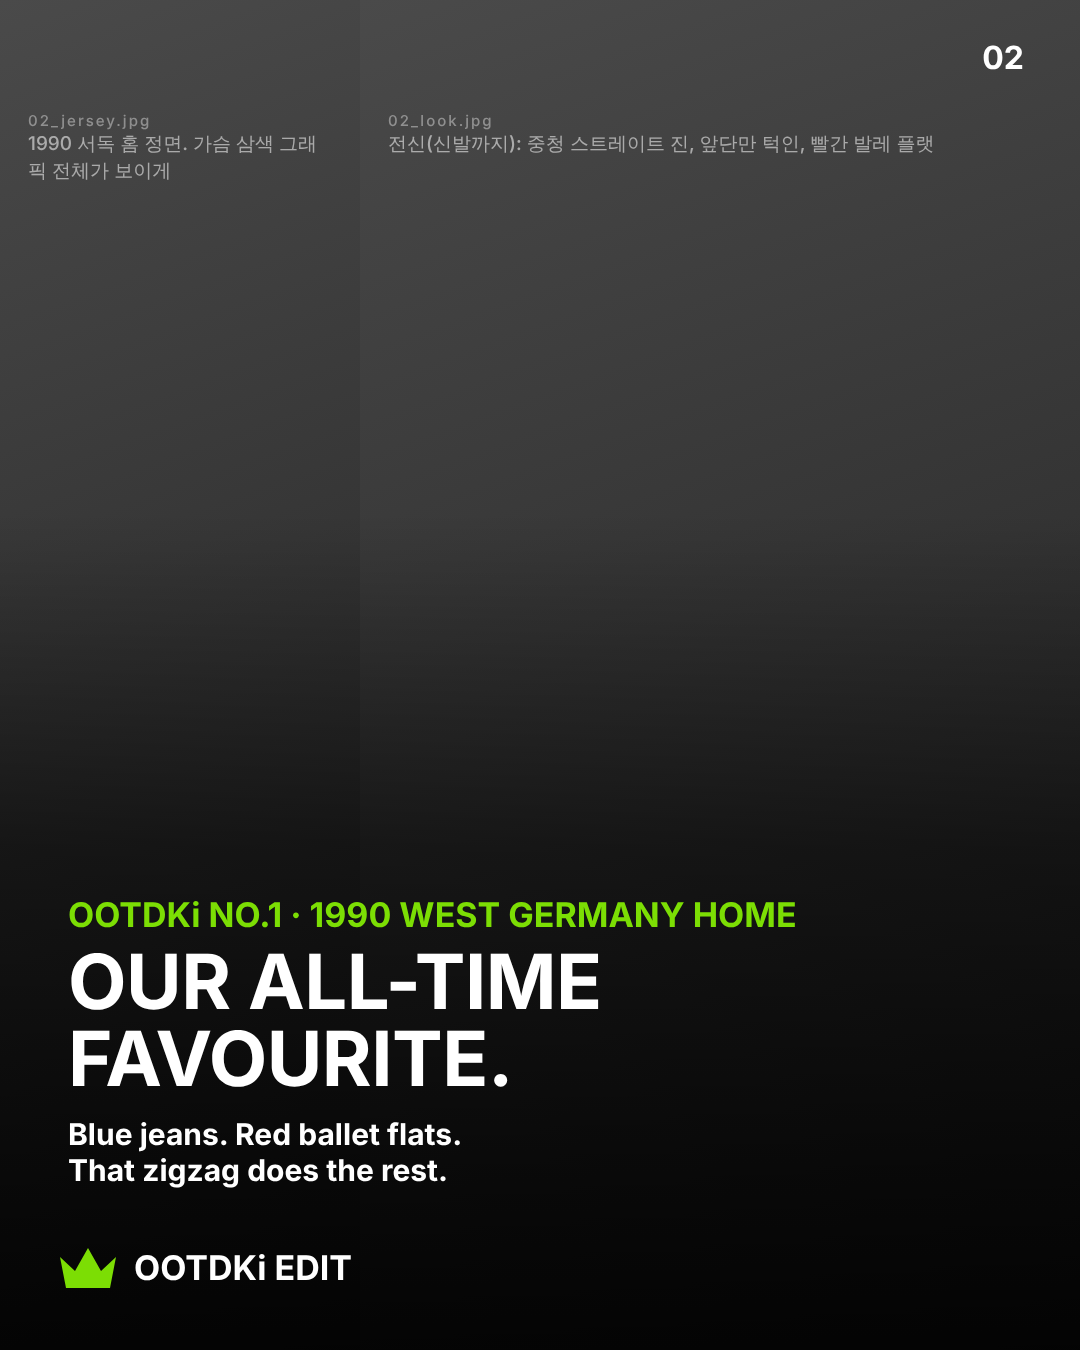 02
02_jersey.jpg
1990 서독 홈 정면. 가슴 삼색 그래
픽 전체가 보이게
02_look.jpg
전신(신발까지): 중청 스트레이트 진, 앞단만 턱인, 빨간 발레 플랫
OOTDKi NO.1 · 1990 WEST GERMANY HOME
OUR ALL-TIME
FAVOURITE.
Blue jeans. Red ballet flats.
That zigzag does the rest.
OOTDKi EDIT